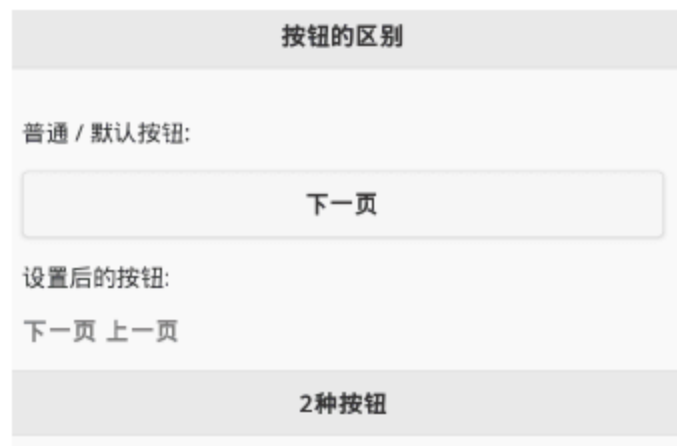 按钮的区别
普通 / 默认按钮:
下一页
设置后的按钮:
下一页 上一页
2种按钮